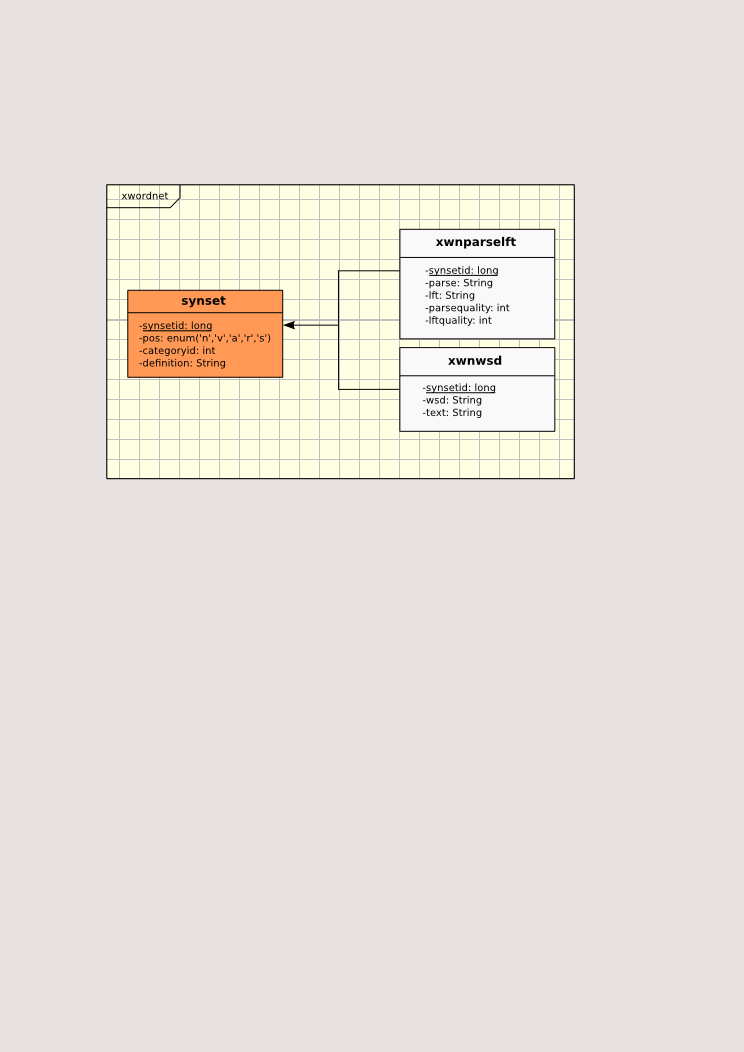 xwordnet
xwnparselft
-synsetid: long
-parse: String
-lft: String
-parsequality: int
-lftquality: int
synset
-synsetid: long
-pos: enum('n','v','a','r','s')
-categoryid: int
-definition: String
xwnwsd
-synsetid: long
-wsd: String
-text: String